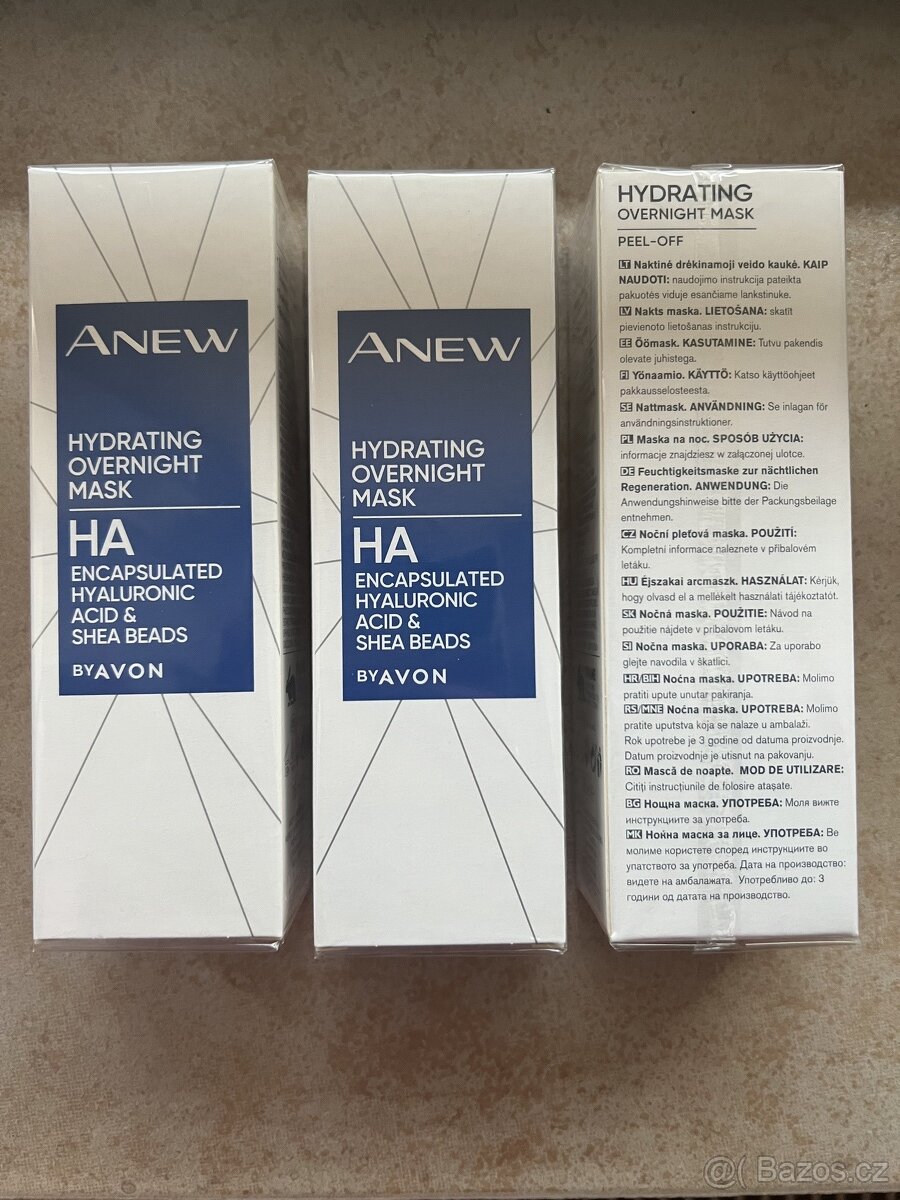 ANEW
HYDRATING
OVERNIGHT
MASK
HA
ENCAPSULATED
HYALURONIC
ACID &
SHEA BEADS
BY AVON
ANEW
HYDRATING
OVERNIGHT
MASK
HA
ENCAPSULATED
HYALURONIC
ACID &
SHEA BEADS
BY AVON
HYDRATING
OVERNIGHT MASK
PEEL-OFF
LT Naktinė drėkinamoji veido kaukė. KAIP
NAUDOTI: naudojimo instrukcija pateikta
pakuotės viduje esančiame lankstinuke.
LV Nakts maska. LIETOŠANA: skatīt
pievienoto lietošanas instrukciju.
EE Öömask. KASUTAMINE: Tutvu pakendis
olevate juhistega.
FI Yönaamio. KÄYTTÖ: Katso käyttöohjeet
pakkausselosteesta.
SE Nattmask. ANVÄNDNING: Se inlagan för
användningsinstruktioner.
PL Maska na noc. SPOSÓB UŻYCIA:
informacje znajdziesz w załączonej ulotce.
DE Feuchtigkeitsmaske zur nächtlichen
Regeneration. ANWENDUNG: Die
Anwendungshinweise bitte der Packungsbeilage
entnehmen.
CZ Noční pleťová maska. POUŽITÍ:
Kompletní informace naleznete v příbalovém
letáku.
HU Éjszakai arcmaszk. HASZNÁLAT: Kérjük,
hogy olvasd el a mellékelt használati tájékoztatót.
SK Nočná maska. POUŽITIE: Návod na
použitie nájdete v príbalovom letáku.
SI Nočna maska. UPORABA: Za uporabo
glejte navodila v škatlici.
HR/BIH Noćna maska. UPOTREBA: Molimo
pratiti upute unutar pakiranja.
RS/MNE Noćna maska. UPOTREBA: Molimo
pratite uputstva koja se nalaze u ambalaži.
Rok upotrebe je 3 godine od datuma proizvodnje.
Datum proizvodnje je utisnut na pakovanju.
RO Mască de noapte. MOD DE UTILIZARE:
Citiți instrucțiunile de folosire atașate.
BG Нощна маска. УПОТРЕБА: Моля вижте
инструкциите за употреба.
MK Ноќна маска за лице. УПОТРЕБА: Ве
молиме користете според инструкциите во
упатството за употреба. Дата на производство:
видете на амбалажата. Употребливо до: 3
години од датата на производство.
@( Bazos.cz